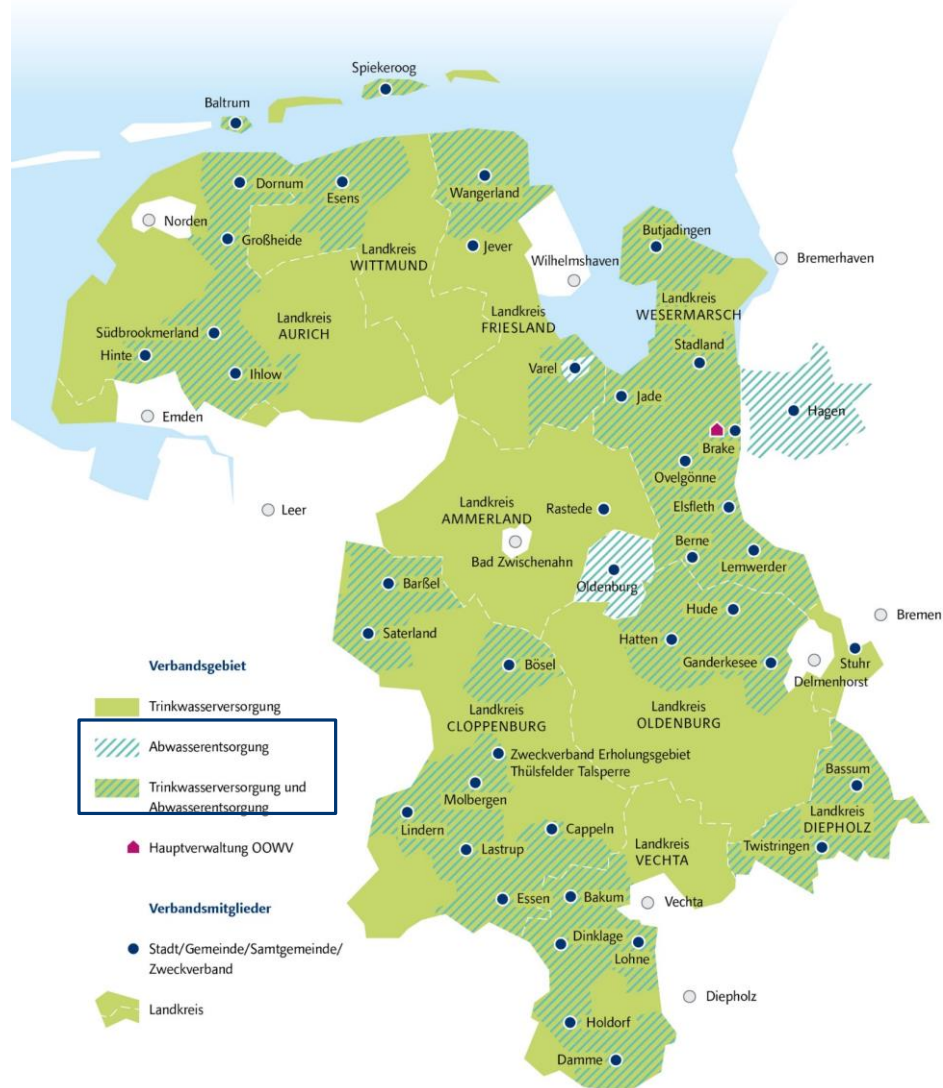 Spiekeroog
Baltrum
Dornum
Esens
Wangerland
Norden
Großheide
Landkreis
WITTMUND
Jever
Butjadingen
Wilhelmshaven
Bremerhaven
Landkreis
AURICH
Landkreis
FRIESLAND
Landkreis
WESERMARSCH
Südbrookmerland
Hinte
Ihlow
Stadland
Varel
Jade
Hagen
Emden
Brake
Ovelgönne
Leer
Landkreis
AMMERLAND
Rastede
Elsfleth
Bad Zwischenahn
Berne
Lemwerder
Oldenburg
Barßel
Hude
Bremen
Saterland
Hatten
Ganderkesee
Stuhr
Delmenhorst
Bösel
Landkreis
CLOPPENBURG
Landkreis
OLDENBURG
Zweckverband Erholungsgebiet
Thülsfelder Talsperre
Molbergen
Bassum
Landkreis
DIEPHOLZ
Lindern
Cappeln
Lastrup
Landkreis
VECHTA
Twistringen
Essen
Bakum
Vechta
Dinklage
Lohne
Diepholz
Holdorf
Damme
Verbandsgebiet
Trinkwasserversorgung
Abwasserentsorgung
Trinkwasserversorgung und
Abwasserentsorgung
Hauptverwaltung OOWV
Verbandsmitglieder
Stadt/Gemeinde/Samtgemeinde/
Zweckverband
Landkreis